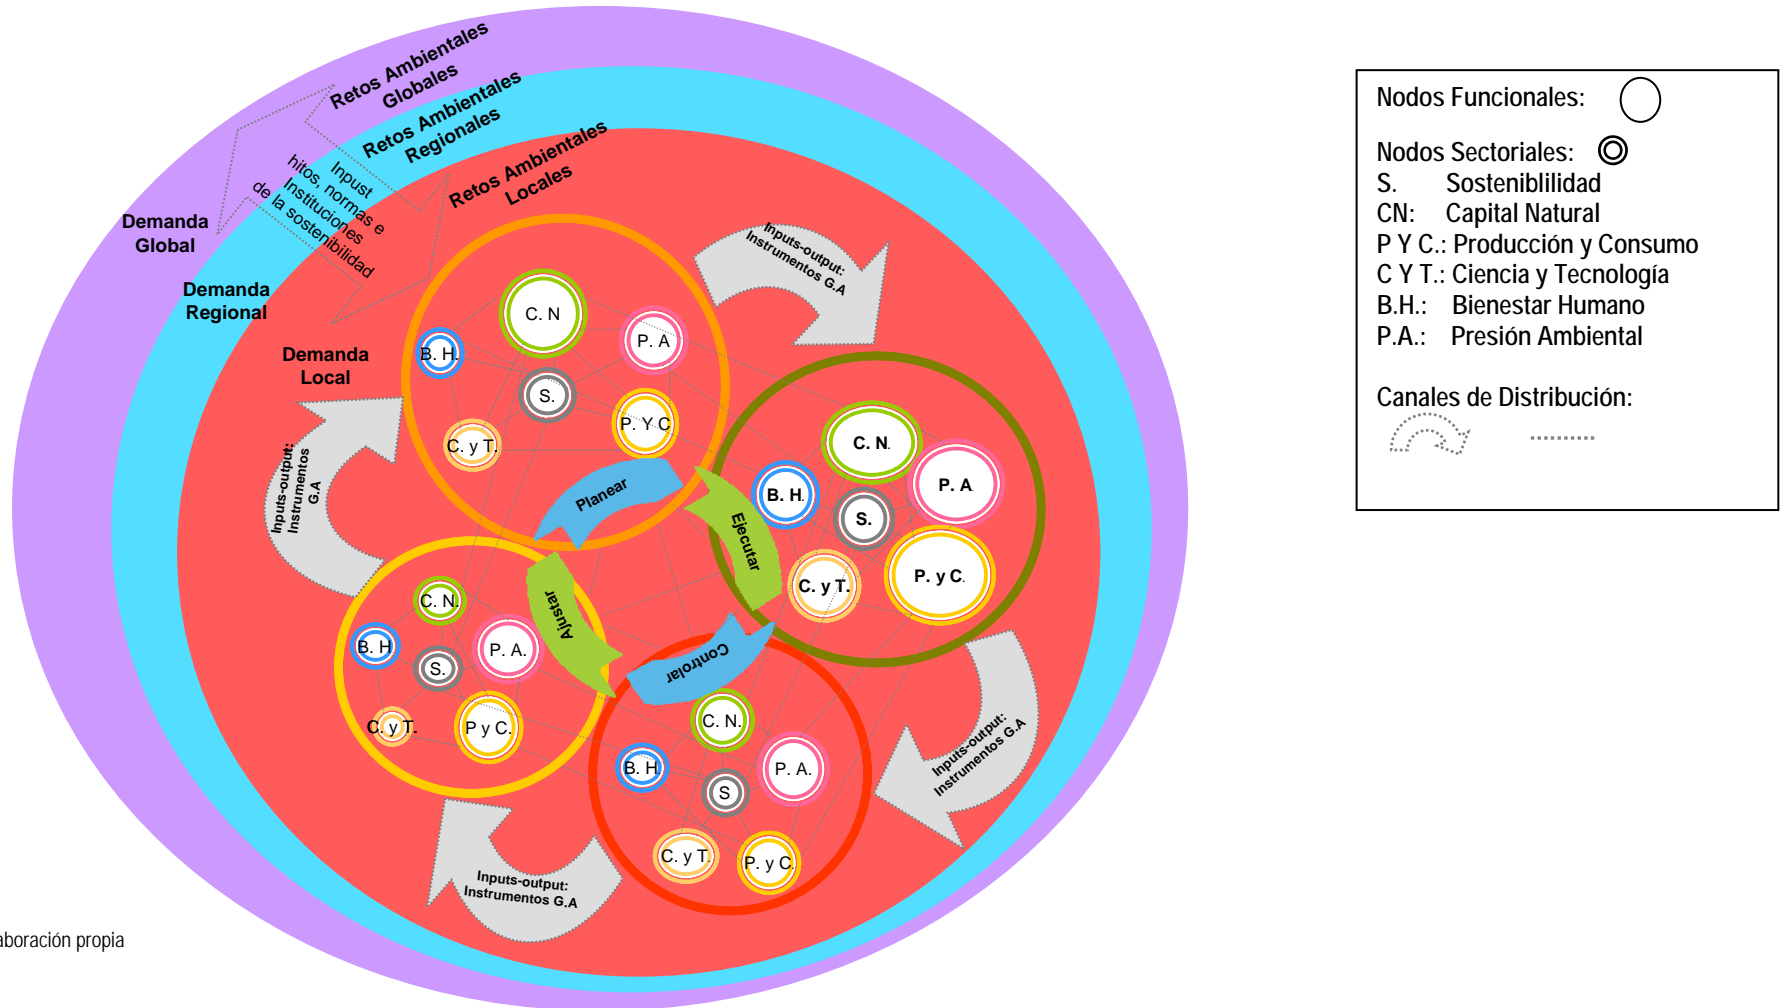 Retos Ambientales
Globales
Retos Ambientales
Regionales
Retos Ambientales
Locales
Inpust
hitos, normas e
Instituciones
de la sostenibilidad
Demanda
Global
Demanda
Regional
Demanda
Local
Inputs-output:
Instrumentos G.A
C. N
P. A
B. H.
S.
P. Y C
C. y T.
Planear
Inputs-output:
Instrumentos
G.A
Ejecutar
C. N.
P. A.
B. H.
S.
C. y T.
P. y C.
Ajustar
C. N.
B. H
P. A.
S.
C. y T.
P y C.
Controlar
C. N.
B. H.
P. A.
S
C. y T.
P. y C.
Inputs-output:
Instrumentos G.A
Inputs-output:
Instrumentos G.A
aboración propia
Nodos Funcionales:
Nodos Sectoriales:
S. Sosteniblilidad
CN: Capital Natural
P Y C.: Producción y Consumo
C Y T.: Ciencia y Tecnología
B.H.: Bienestar Humano
P.A.: Presión Ambiental
Canales de Distribución: